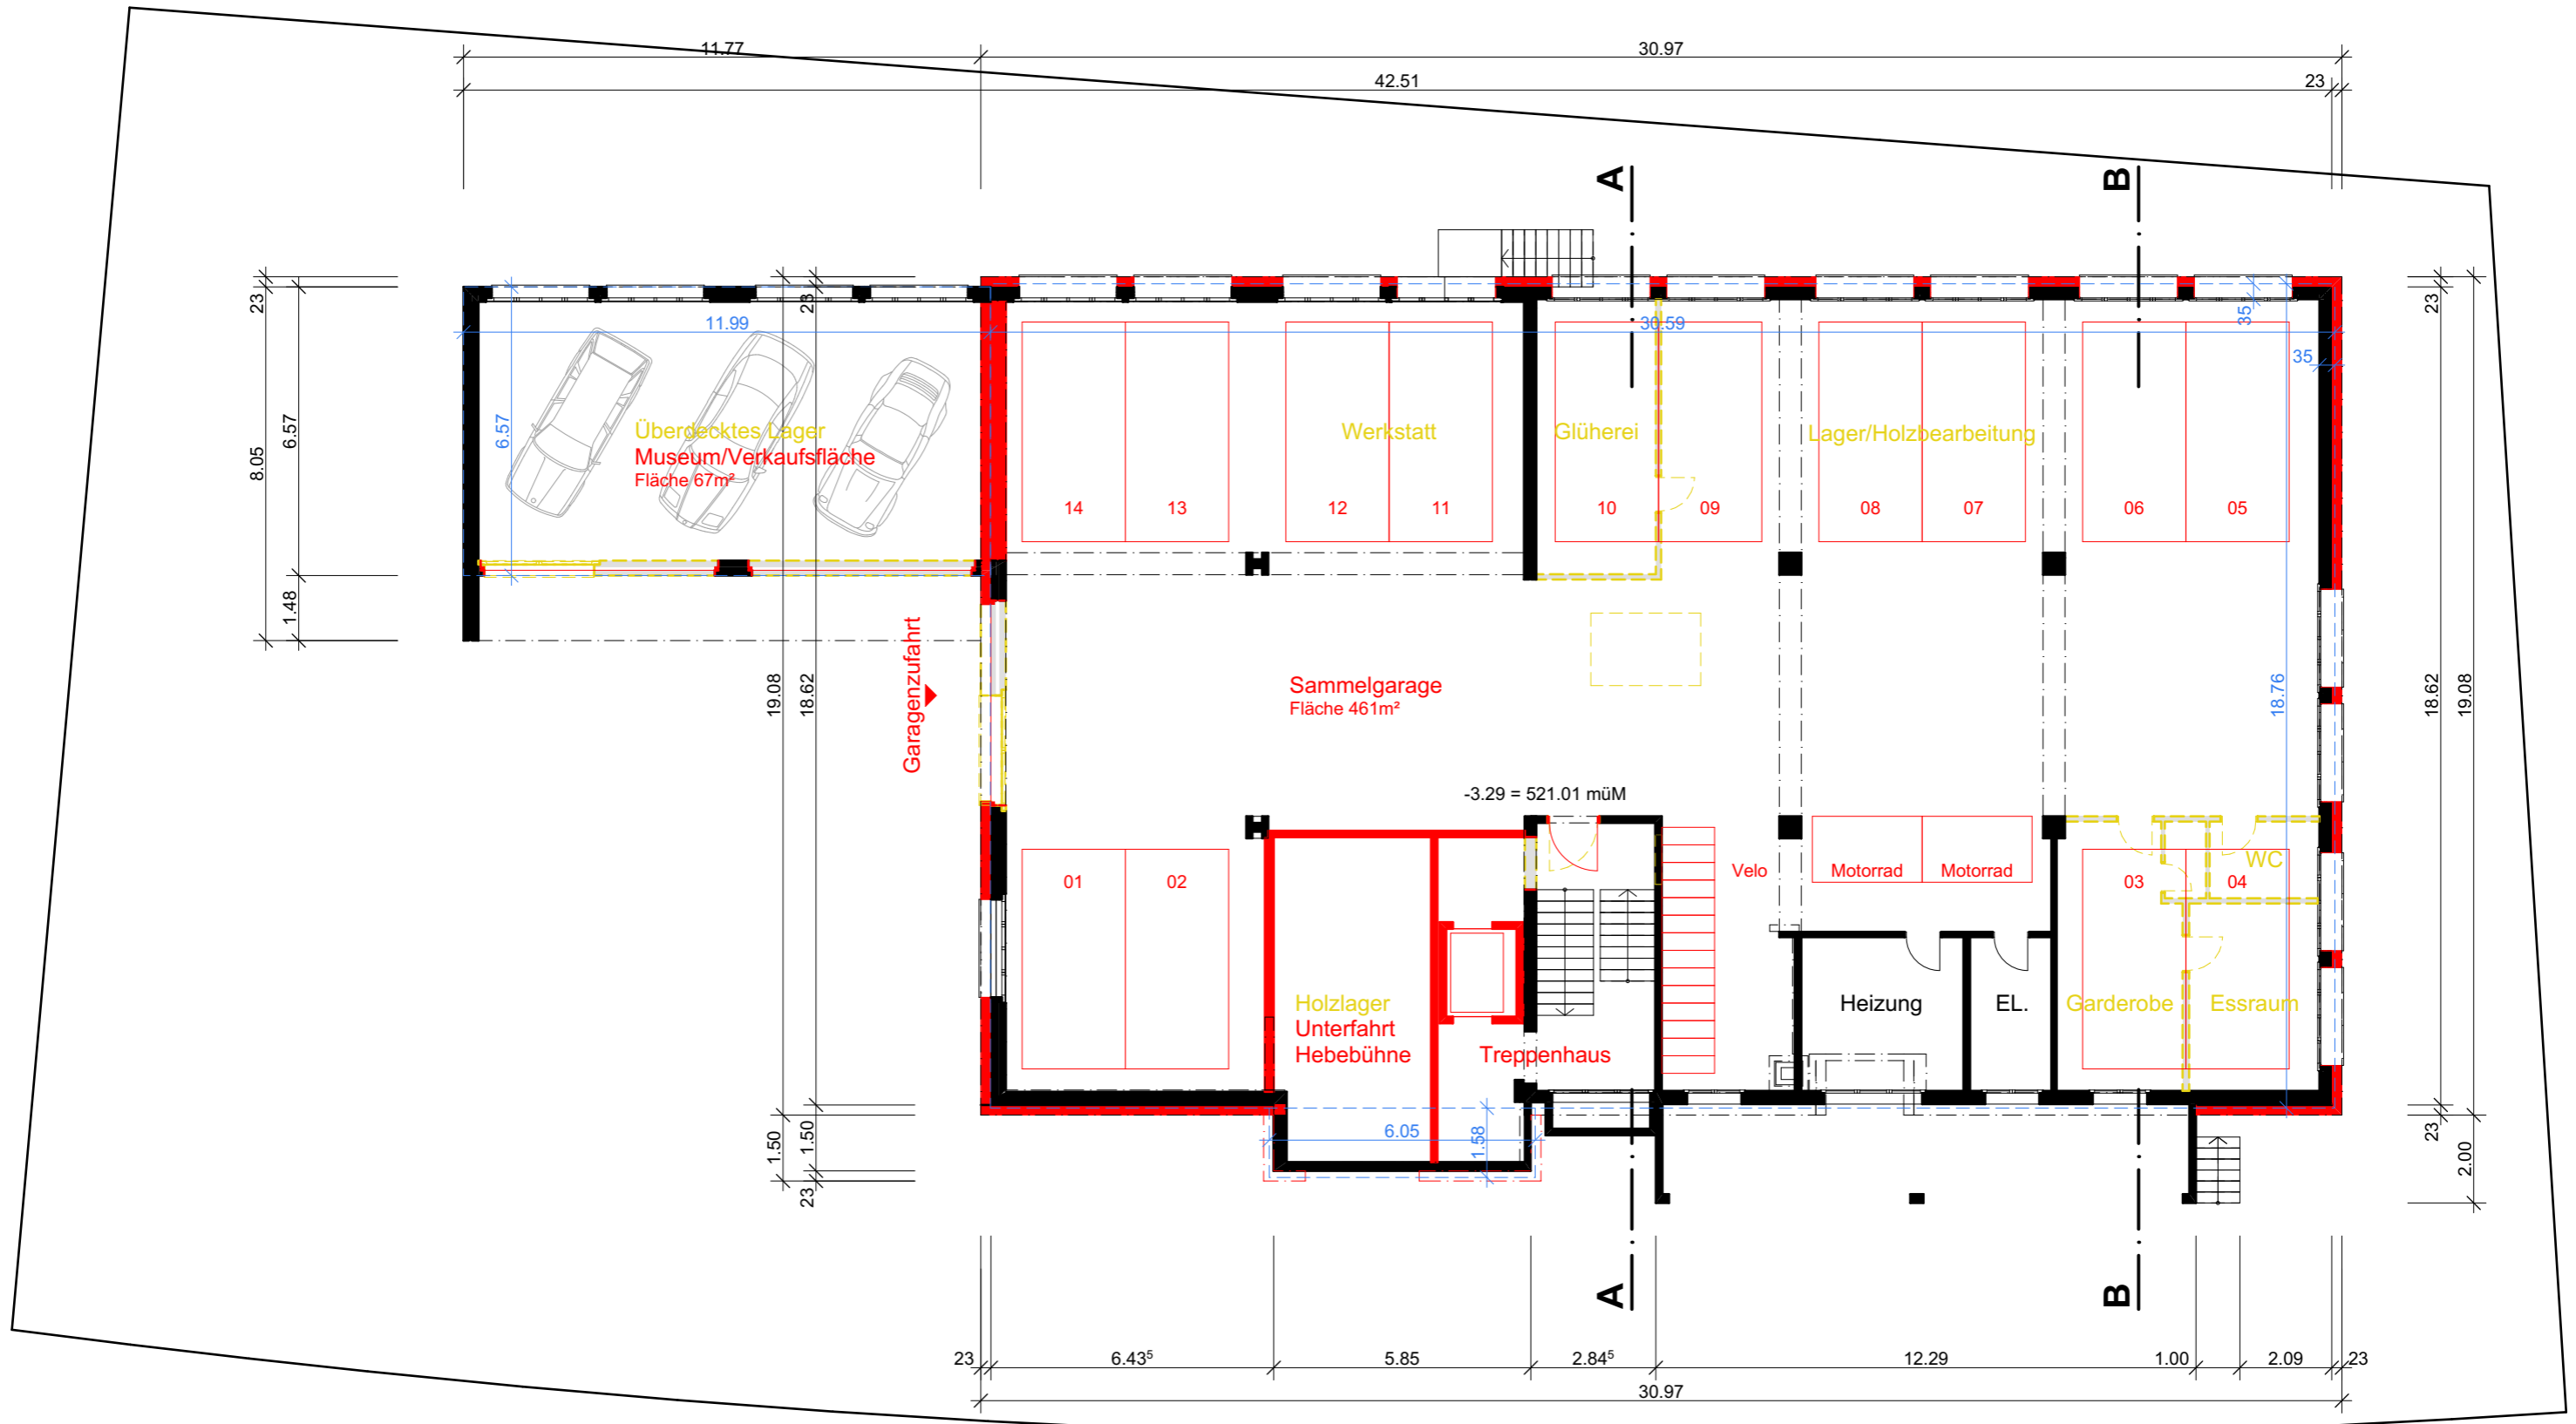 11.77
30.97
42.51
23
A
B
23
6.57
8.05
1.48
23
19.08
18.62
11.99
30.59
35
35
6.57
Überdecktes Lager
Museum/Verkaufsfläche
Fläche 67m²
Werkstatt
Glüherei
Lager/Holzbearbeitung
14
13
12
11
10
09
08
07
06
05
23
18.62
19.08
18.76
Garagenzufahrt
Sammelgarage
Fläche 461m²
-3.29 = 521.01 müM
01
02
Velo
Motorrad
Motorrad
03
04
WC
Holzlager
Unterfahrt
Hebebühne
Treppenhaus
Heizung
EL.
Garderobe
Essraum
6.05
1.58
1.50
1.50
23
23
2.00
A
B
23
6.43⁵
5.85
2.84⁵
12.29
1.00
2.09
23
30.97